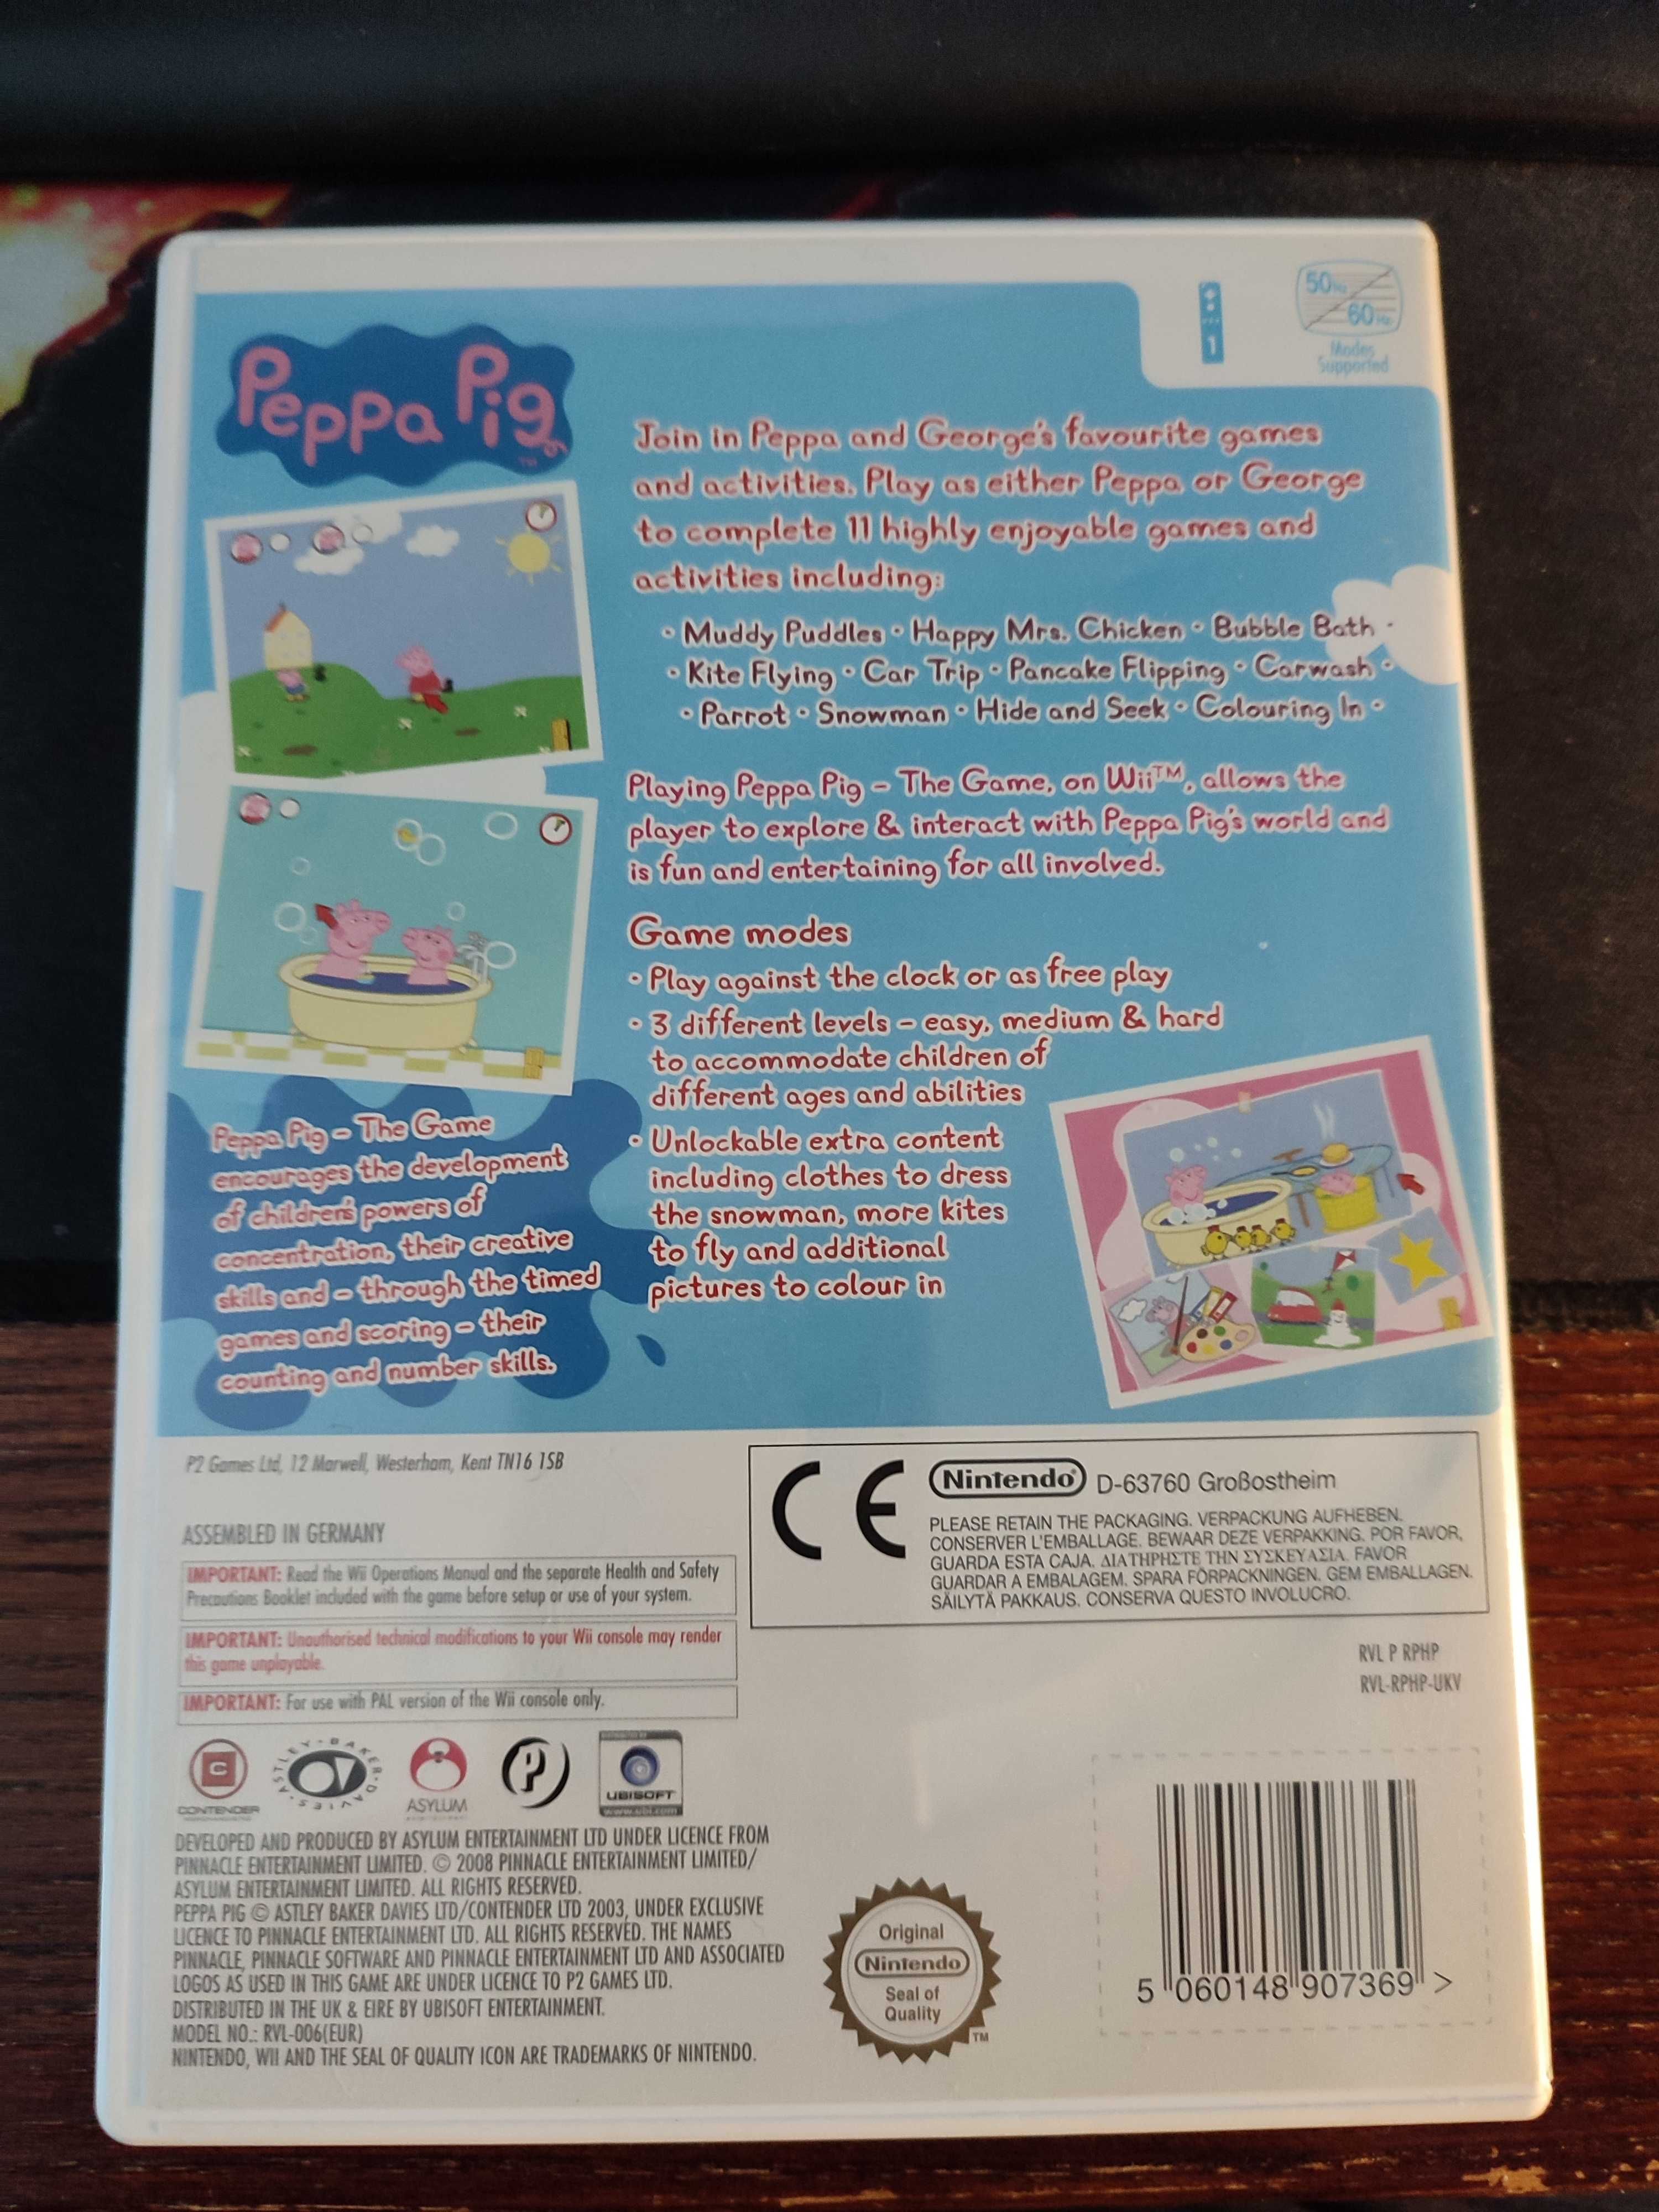 50Hz
60Hz
Modes
Supported
1
Peppa Pig
TM
Join in Peppa and George's favourite games
and activities. Play as either Peppa or George
to complete 11 highly enjoyable games and
activities including:
• Muddy Puddles • Happy Mrs. Chicken • Bubble Bath •
• Kite Flying • Car Trip • Pancake Flipping • Carwash •
• Parrot • Snowman • Hide and Seek • Colouring In •
Playing Peppa Pig – The Game, on Wii™, allows the
player to explore & interact with Peppa Pig's world and
is fun and entertaining for all involved.
Game modes
• Play against the clock or as free play
• 3 different levels – easy, medium & hard
to accommodate children of
different ages and abilities
• Unlockable extra content
including clothes to dress
the snowman, more kites
to fly and additional
pictures to colour in
Peppa Pig – The Game
encourages the development
of children's powers of
concentration, their creative
skills and – through the timed
games and scoring – their
counting and number skills.
P2 Games Ltd, 12 Marwell, Westerham, Kent TN16 1SB
ASSEMBLED IN GERMANY
IMPORTANT: Read the Wii Operations Manual and the separate Health and Safety
Precautions Booklet included with the game before setup or use of your system.
IMPORTANT: Unauthorised technical modifications to your Wii console may render
this game unplayable.
IMPORTANT: For use with PAL version of the Wii console only.
CE
Nintendo® D-63760 Großostheim
PLEASE RETAIN THE PACKAGING. VERPACKUNG AUFHEBEN.
CONSERVER L'EMBALLAGE. BEWAAR DEZE VERPAKKING. POR FAVOR,
GUARDA ESTA CAJA. ΔΙΑΤΗΡΗΣΤΕ ΤΗΝ ΣΥΣΚΕΥΑΣΙΑ. FAVOR
GUARDAR A EMBALAGEM. SPARA FÖRPACKNINGEN. GEM EMBALLAGEN.
SÄILYTÄ PAKKAUS. CONSERVA QUESTO INVOLUCRO.
RVL P RPHP
RVL-RPHP-UKV
C
CONTENDER
ASTLEY • BAKER • DAVIES
ASYLUM
P
UBISOFT
www.ubi.com
DEVELOPED AND PRODUCED BY ASYLUM ENTERTAINMENT LTD UNDER LICENCE FROM
PINNACLE ENTERTAINMENT LIMITED. © 2008 PINNACLE ENTERTAINMENT LIMITED/
ASYLUM ENTERTAINMENT LIMITED. ALL RIGHTS RESERVED.
PEPPA PIG © ASTLEY BAKER DAVIES LTD/CONTENDER LTD 2003, UNDER EXCLUSIVE
LICENCE TO PINNACLE ENTERTAINMENT LTD. ALL RIGHTS RESERVED. THE NAMES
PINNACLE, PINNACLE SOFTWARE AND PINNACLE ENTERTAINMENT LTD AND ASSOCIATED
LOGOS AS USED IN THIS GAME ARE UNDER LICENCE TO P2 GAMES LTD.
DISTRIBUTED IN THE UK & EIRE BY UBISOFT ENTERTAINMENT.
MODEL NO.: RVL-006(EUR)
NINTENDO, WII AND THE SEAL OF QUALITY ICON ARE TRADEMARKS OF NINTENDO.
Original
Nintendo
Seal of
Quality
TM
5 060148 907369 >